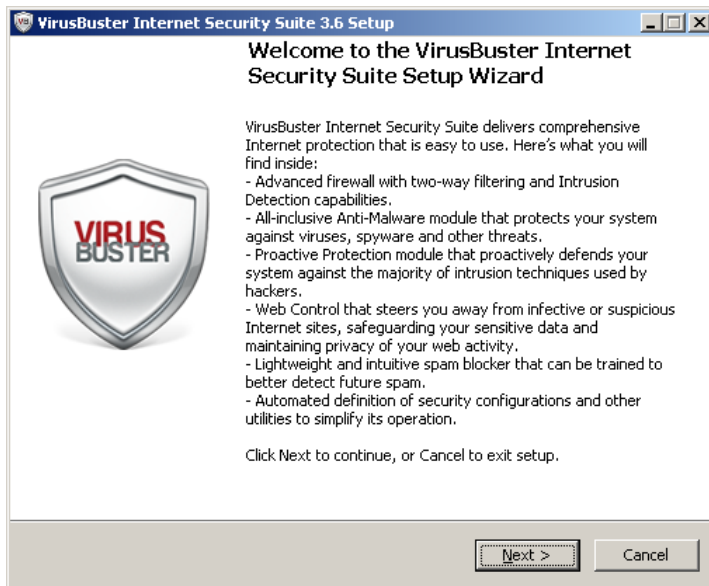 VirusBuster Internet Security Suite 3.6 Setup
Welcome to the VirusBuster Internet
Security Suite Setup Wizard
VirusBuster Internet Security Suite delivers comprehensive
Internet protection that is easy to use. Here's what you will
find inside:
- Advanced firewall with two-way filtering and Intrusion
Detection capabilities.
- All-inclusive Anti-Malware module that protects your system
against viruses, spyware and other threats.
- Proactive Protection module that proactively defends your
system against the majority of intrusion techniques used by
hackers.
- Web Control that steers you away from infective or suspicious
Internet sites, safeguarding your sensitive data and
maintaining privacy of your web activity.
- Lightweight and intuitive spam blocker that can be trained to
better detect future spam.
- Automated definition of security configurations and other
utilities to simplify its operation.
Click Next to continue, or Cancel to exit setup.
VIRUS
BUSTER
Next >
Cancel